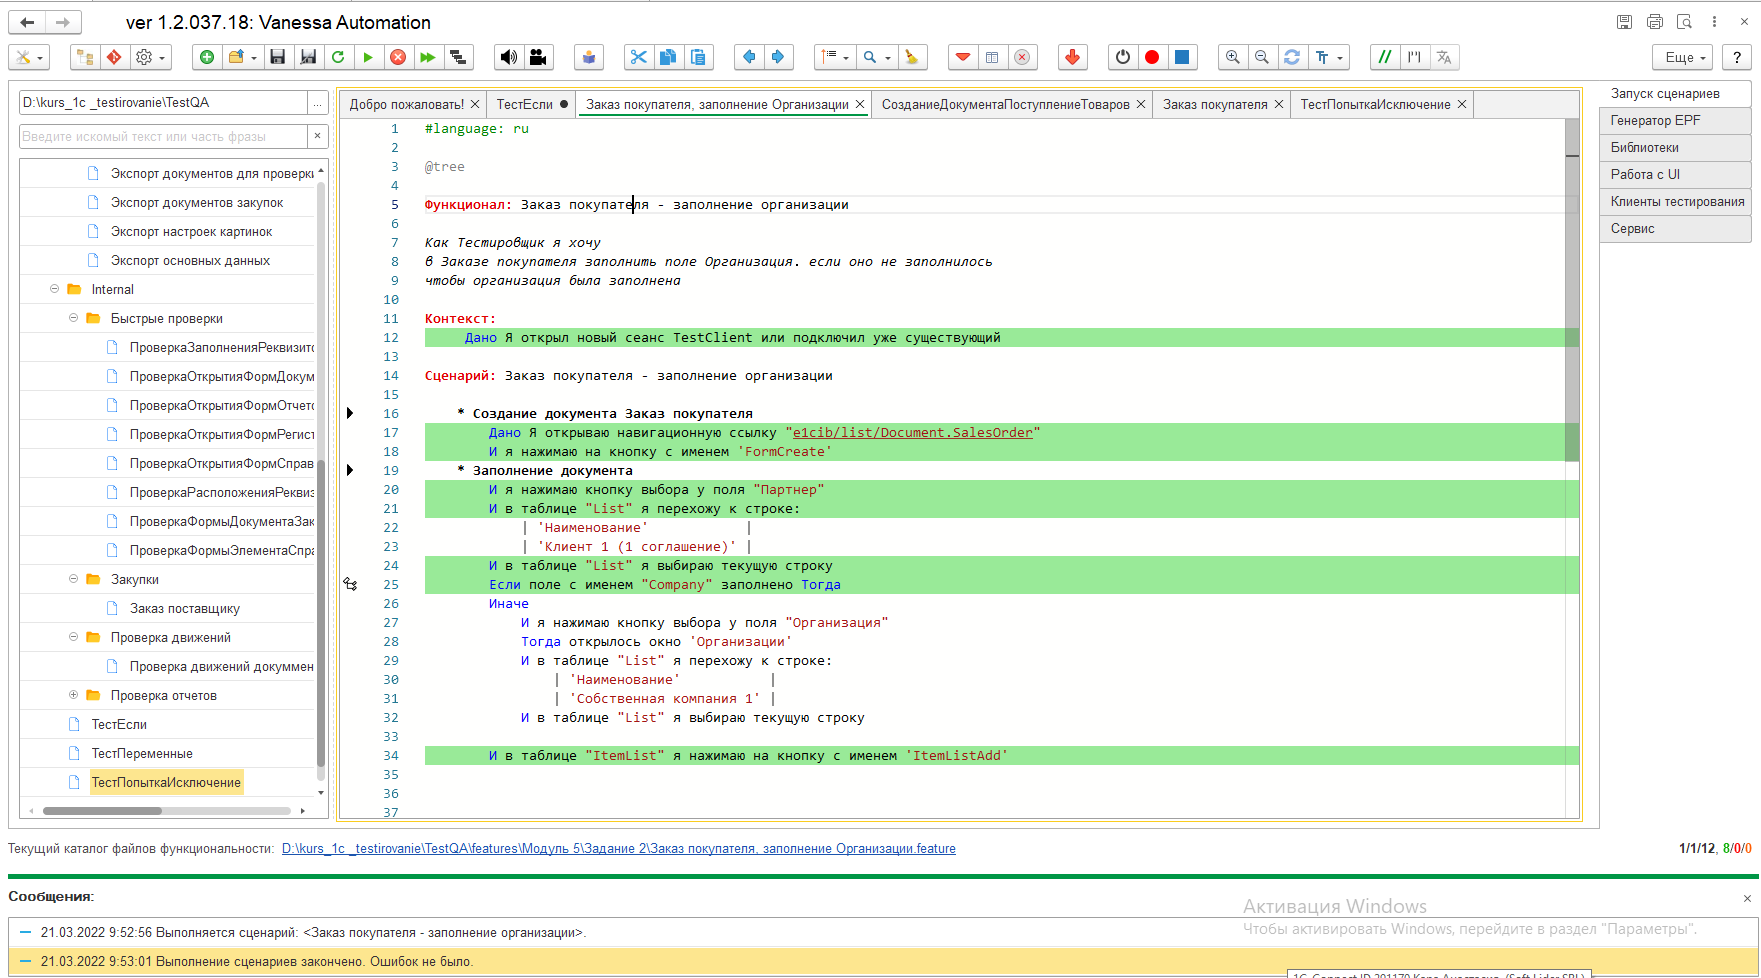 ver 1.2.037.18: Vanessa Automation
Еще
?
D:\kurs_1c _testirovanie\TestQA
...
Введите искомый текст или часть фразы
Экспорт документов для проверки
Экспорт документов закупок
Экспорт настроек картинок
Экспорт основных данных
Internal
Быстрые проверки
ПроверкаЗаполненияРеквизит
ПроверкаОткрытияФормДокум
ПроверкаОткрытияФормОтчет
ПроверкаОткрытияФормРегист
ПроверкаОткрытияФормСправ
ПроверкаРасположенияРеквиз
ПроверкаФормыДокументаЗак
ПроверкаФормыЭлементаСпра
Закупки
Заказ поставщику
Проверка движений
Проверка движений докуммен
Проверка отчетов
ТестЕсли
ТестПеременные
ТестПопыткаИсключение
Добро пожаловать! ТестЕсли Заказ покупателя, заполнение Организации СозданиеДокументаПоступлениеТоваров Заказ покупателя ТестПопыткаИсключение
1 #language: ru
2
3 @tree
4
5 Функционал: Заказ покупателя - заполнение организации
6
7 Как Тестировщик я хочу
8 в Заказе покупателя заполнить поле Организация. если оно не заполнилось
9 чтобы организация была заполнена
10
11 Контекст:
12 Дано Я открыл новый сеанс TestClient или подключил уже существующий
13
14 Сценарий: Заказ покупателя - заполнение организации
15
16 * Создание документа Заказ покупателя
17 Дано Я открываю навигационную ссылку "e1cib/list/Document.SalesOrder"
18 И я нажимаю на кнопку с именем 'FormCreate'
19 * Заполнение документа
20 И я нажимаю кнопку выбора у поля "Партнер"
21 И в таблице "List" я перехожу к строке:
22 | 'Наименование' |
23 | 'Клиент 1 (1 соглашение)' |
24 И в таблице "List" я выбираю текущую строку
25 Если поле с именем "Company" заполнено Тогда
26 Иначе
27 И я нажимаю кнопку выбора у поля "Организация"
28 Тогда открылось окно 'Организации'
29 И в таблице "List" я перехожу к строке:
30 | 'Наименование' |
31 | 'Собственная компания 1' |
32 И в таблице "List" я выбираю текущую строку
33
34 И в таблице "ItemList" я нажимаю на кнопку с именем 'ItemListAdd'
35
36
37
Запуск сценариев
Генератор EPF
Библиотеки
Работа с UI
Клиенты тестирования
Сервис
Текущий каталог файлов функциональности: D:\kurs_1c _testirovanie\TestQA\features\Модуль 5\Задание 2\Заказ покупателя, заполнение Организации.feature
1/1/12, 8/0/0
Сообщения:
21.03.2022 9:52:56 Выполняется сценарий: <Заказ покупателя - заполнение организации>.
21.03.2022 9:53:01 Выполнение сценариев закончено. Ошибок не было.
Активация Windows
Чтобы активировать Windows, перейдите в раздел "Параметры".